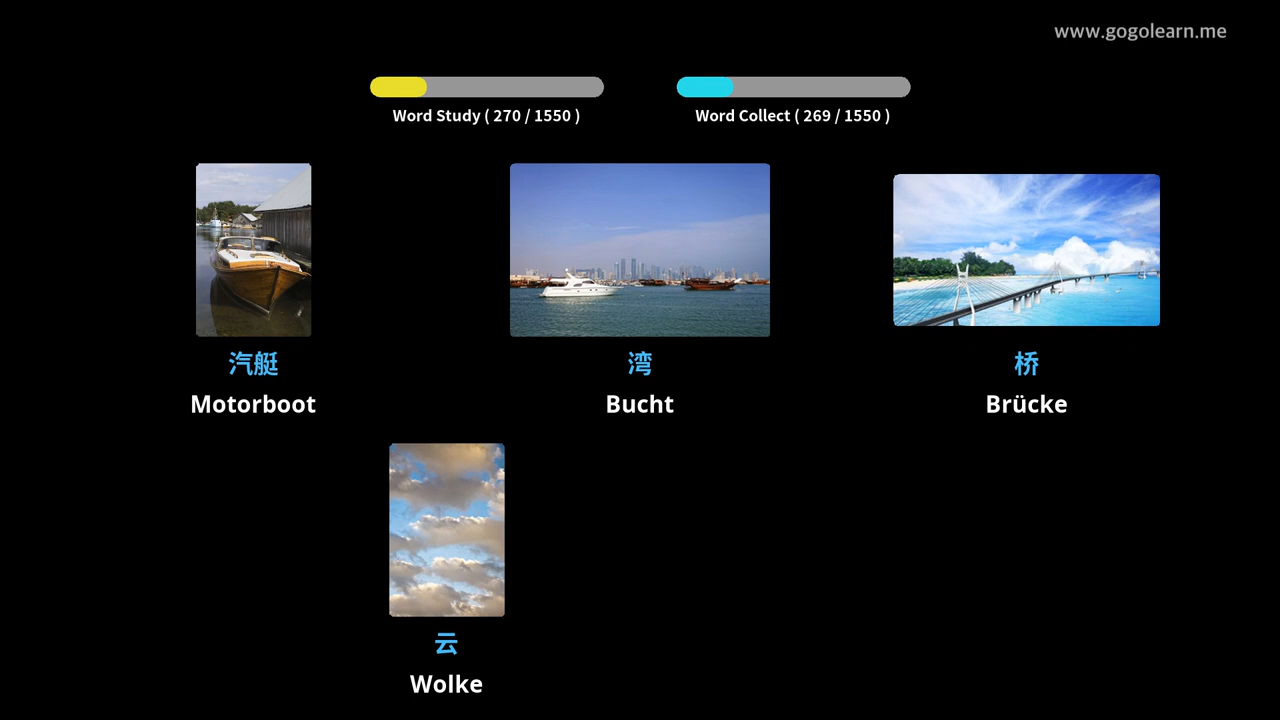 www.gogolearn.me
Word Study ( 270 / 1550 )
Word Collect ( 269 / 1550 )
汽艇
Motorboot
湾
Bucht
桥
Brücke
云
Wolke